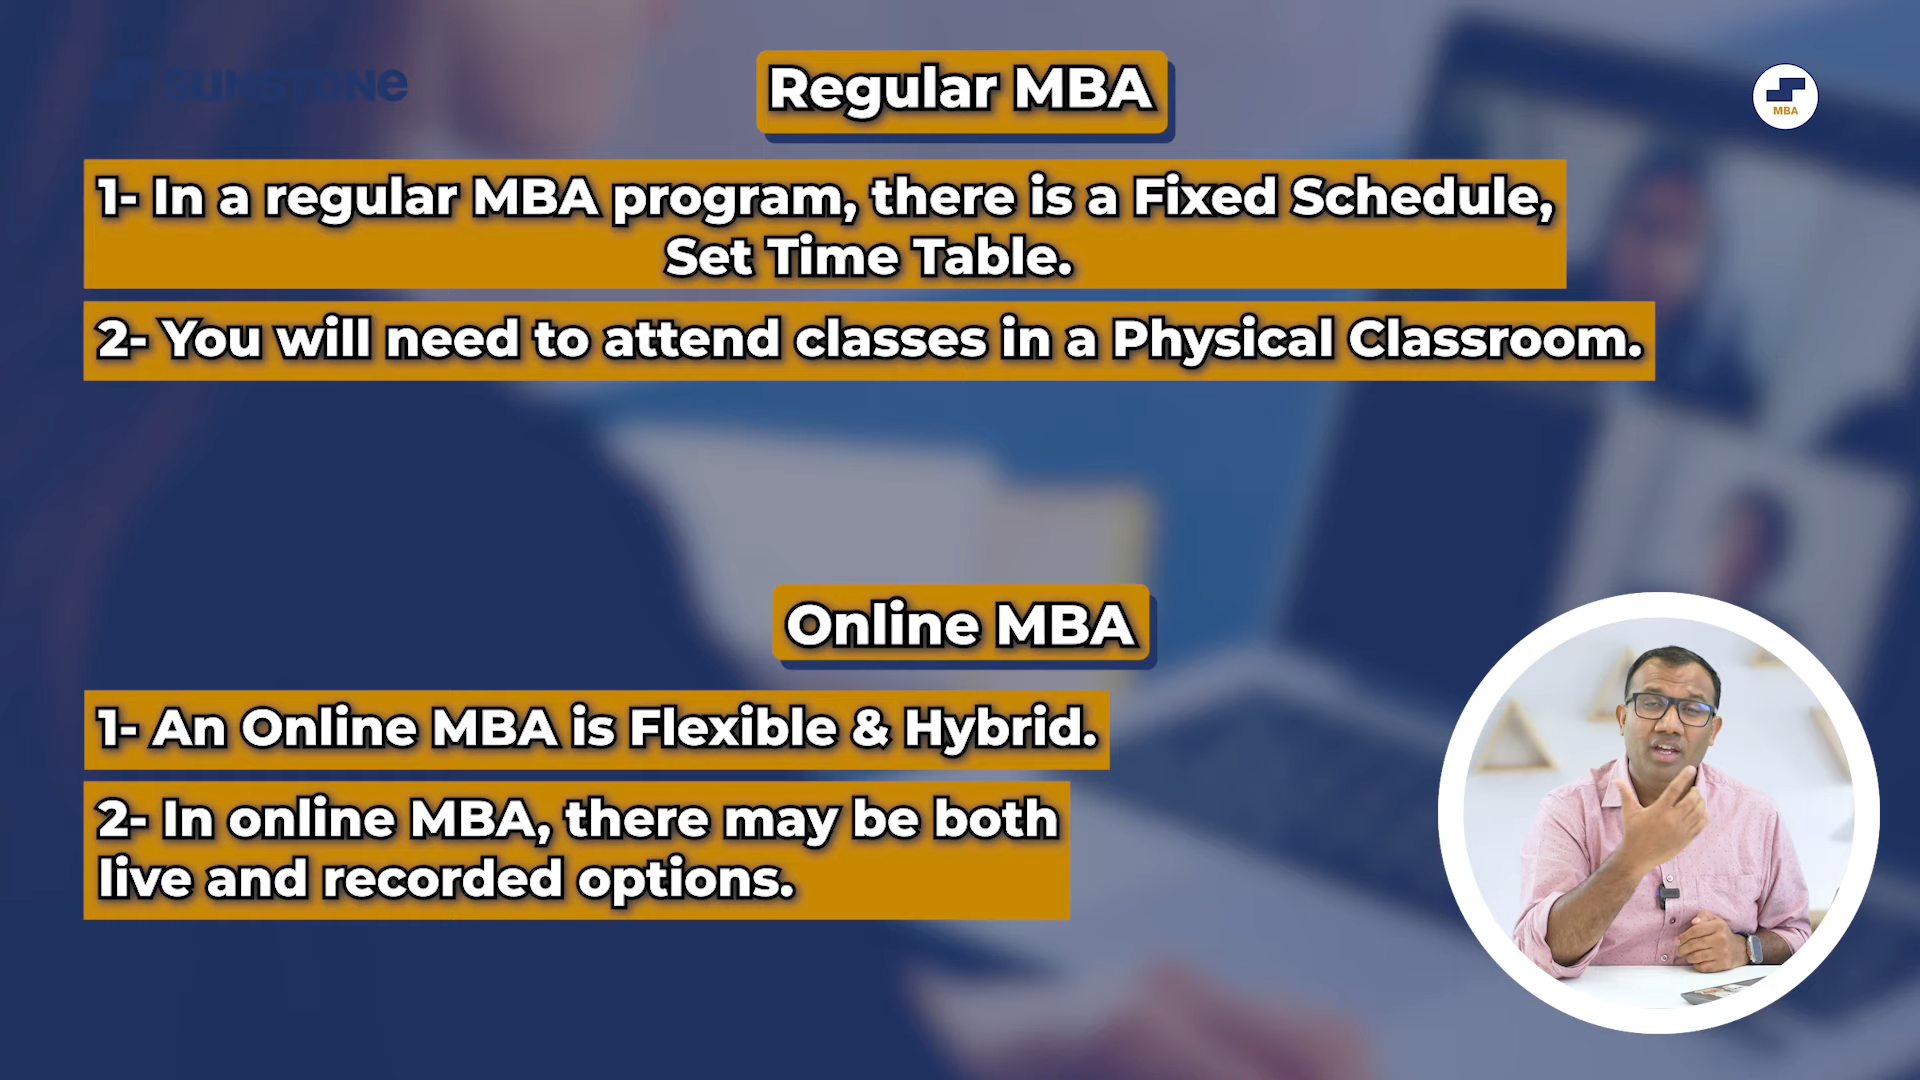 SUNSTONE
Regular MBA
MBA
1- In a regular MBA program, there is a Fixed Schedule,
Set Time Table.
2- You will need to attend classes in a Physical Classroom.
Online MBA
1- An Online MBA is Flexible & Hybrid.
2- In online MBA, there may be both
live and recorded options.